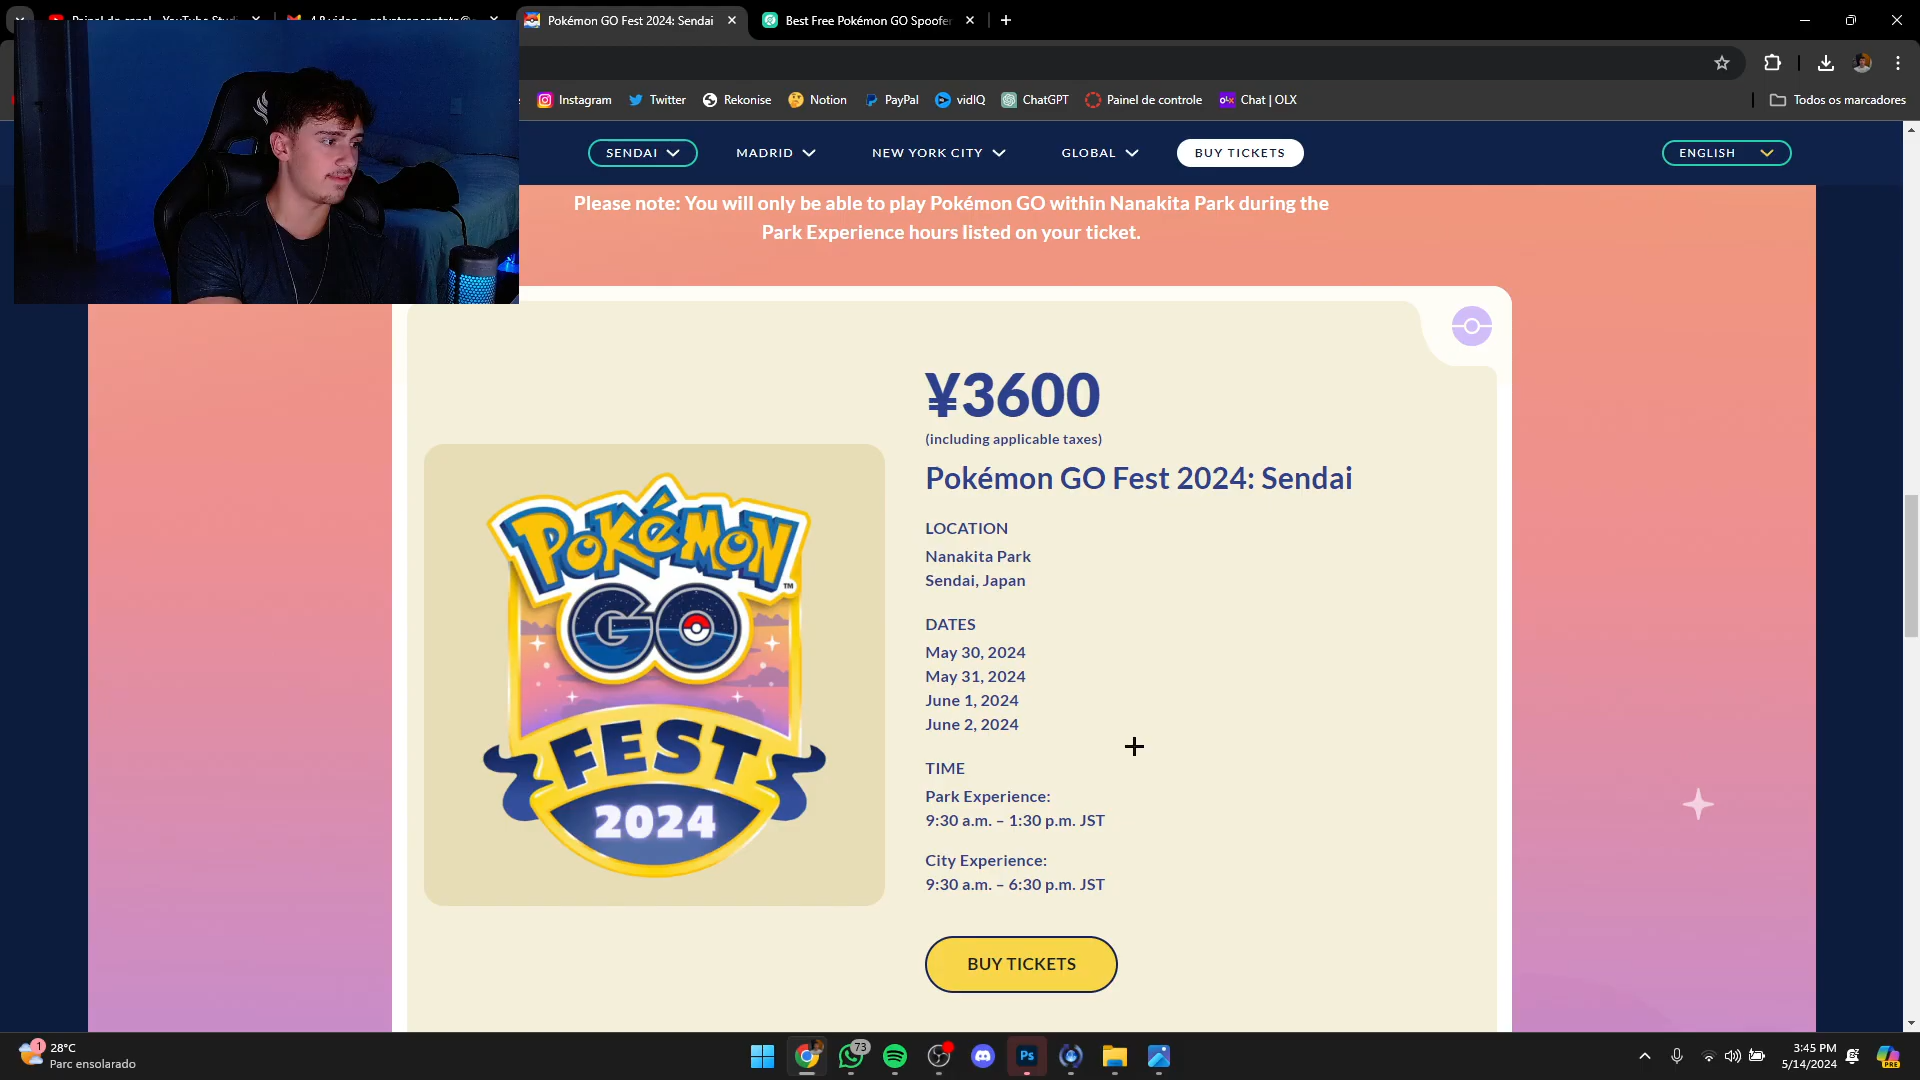 Pokémon GO Fest 2024: Sendai
Best Free Pokémon GO Spoofer
Instagram
Twitter
Rekonise
Notion
PayPal
vidIQ
ChatGPT
Painel de controle
OLX
Chat | OLX
Todos os marcadores
SENDAI
MADRID
NEW YORK CITY
GLOBAL
BUY TICKETS
ENGLISH
Please note: You will only be able to play Pokémon GO within Nanakita Park during the
Park Experience hours listed on your ticket.
¥3600
(including applicable taxes)
Pokémon GO Fest 2024: Sendai
LOCATION
Nanakita Park
Sendai, Japan
DATES
May 30, 2024
May 31, 2024
June 1, 2024
June 2, 2024
TIME
Park Experience:
9:30 a.m. – 1:30 p.m. JST
City Experience:
9:30 a.m. – 6:30 p.m. JST
BUY TICKETS
POKÉMON
TM
GO
FEST
2024
1
28°C
Parc ensolarado
73
Ps
3:45 PM
5/14/2024
PRE